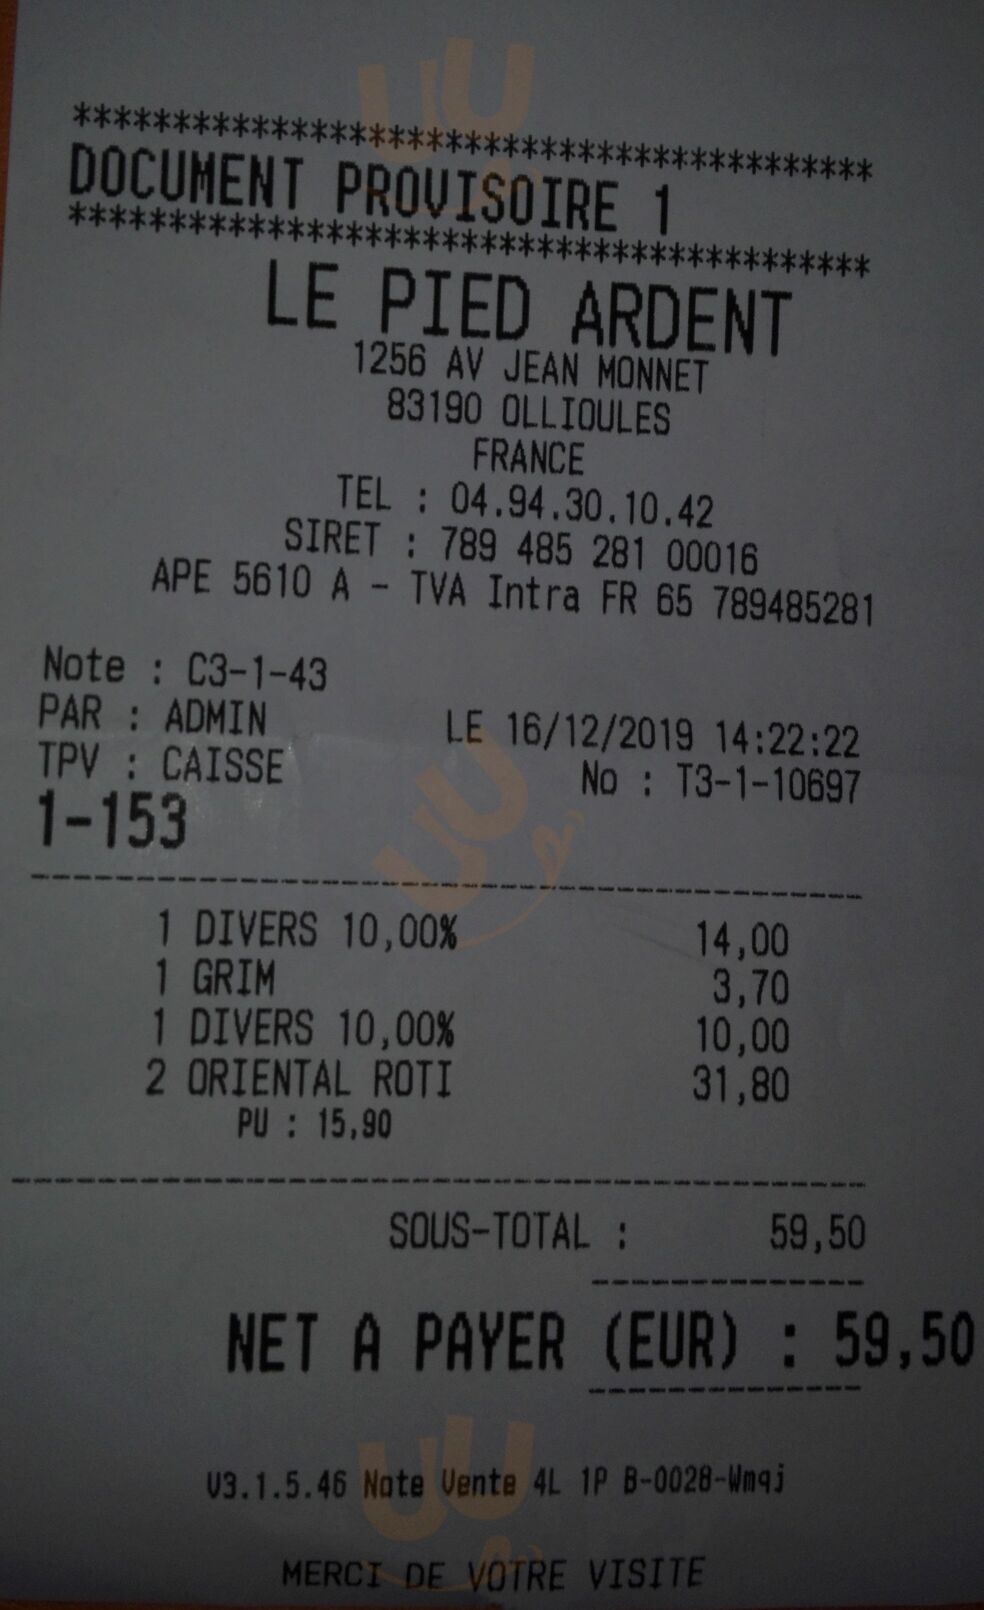 ****************************************
DOCUMENT PROVISOIRE 1
****************************************
LE PIED ARDENT
1256 AV JEAN MONNET
83190 OLLIOULES
FRANCE
TEL : 04.94.30.10.42
SIRET : 789 485 281 00016
APE 5610 A - TVA Intra FR 65 789485281
Note : C3-1-43
PAR : ADMIN LE 16/12/2019 14:22:22
TPV : CAISSE No : T3-1-10697
1-153
1 DIVERS 10,00% 14,00
1 GRIM 3,70
1 DIVERS 10,00% 10,00
2 ORIENTAL ROTI 31,80
PU : 15,90
SOUS-TOTAL : 59,50
NET A PAYER (EUR) : 59,50
V3.1.5.46 Note Vente 4L 1P B-0028-Wmqj
MERCI DE VOTRE VISITE